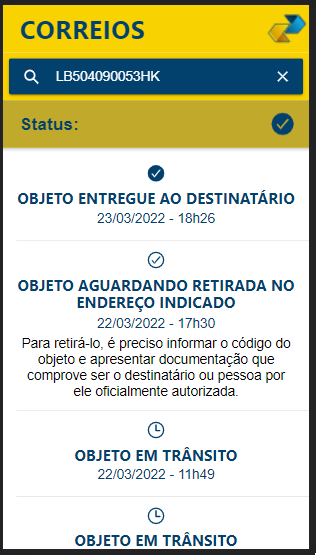 CORREIOS
LB504090053HK
Status:
OBJETO ENTREGUE AO DESTINATÁRIO
23/03/2022 - 18h26
OBJETO AGUARDANDO RETIRADA NO
ENDEREÇO INDICADO
22/03/2022 - 17h30
Para retirá-lo, é preciso informar o código do
objeto e apresentar documentação que
comprove ser o destinatário ou pessoa por
ele oficialmente autorizada.
OBJETO EM TRÂNSITO
22/03/2022 - 11h49
OBJETO EM TRÂNSITO